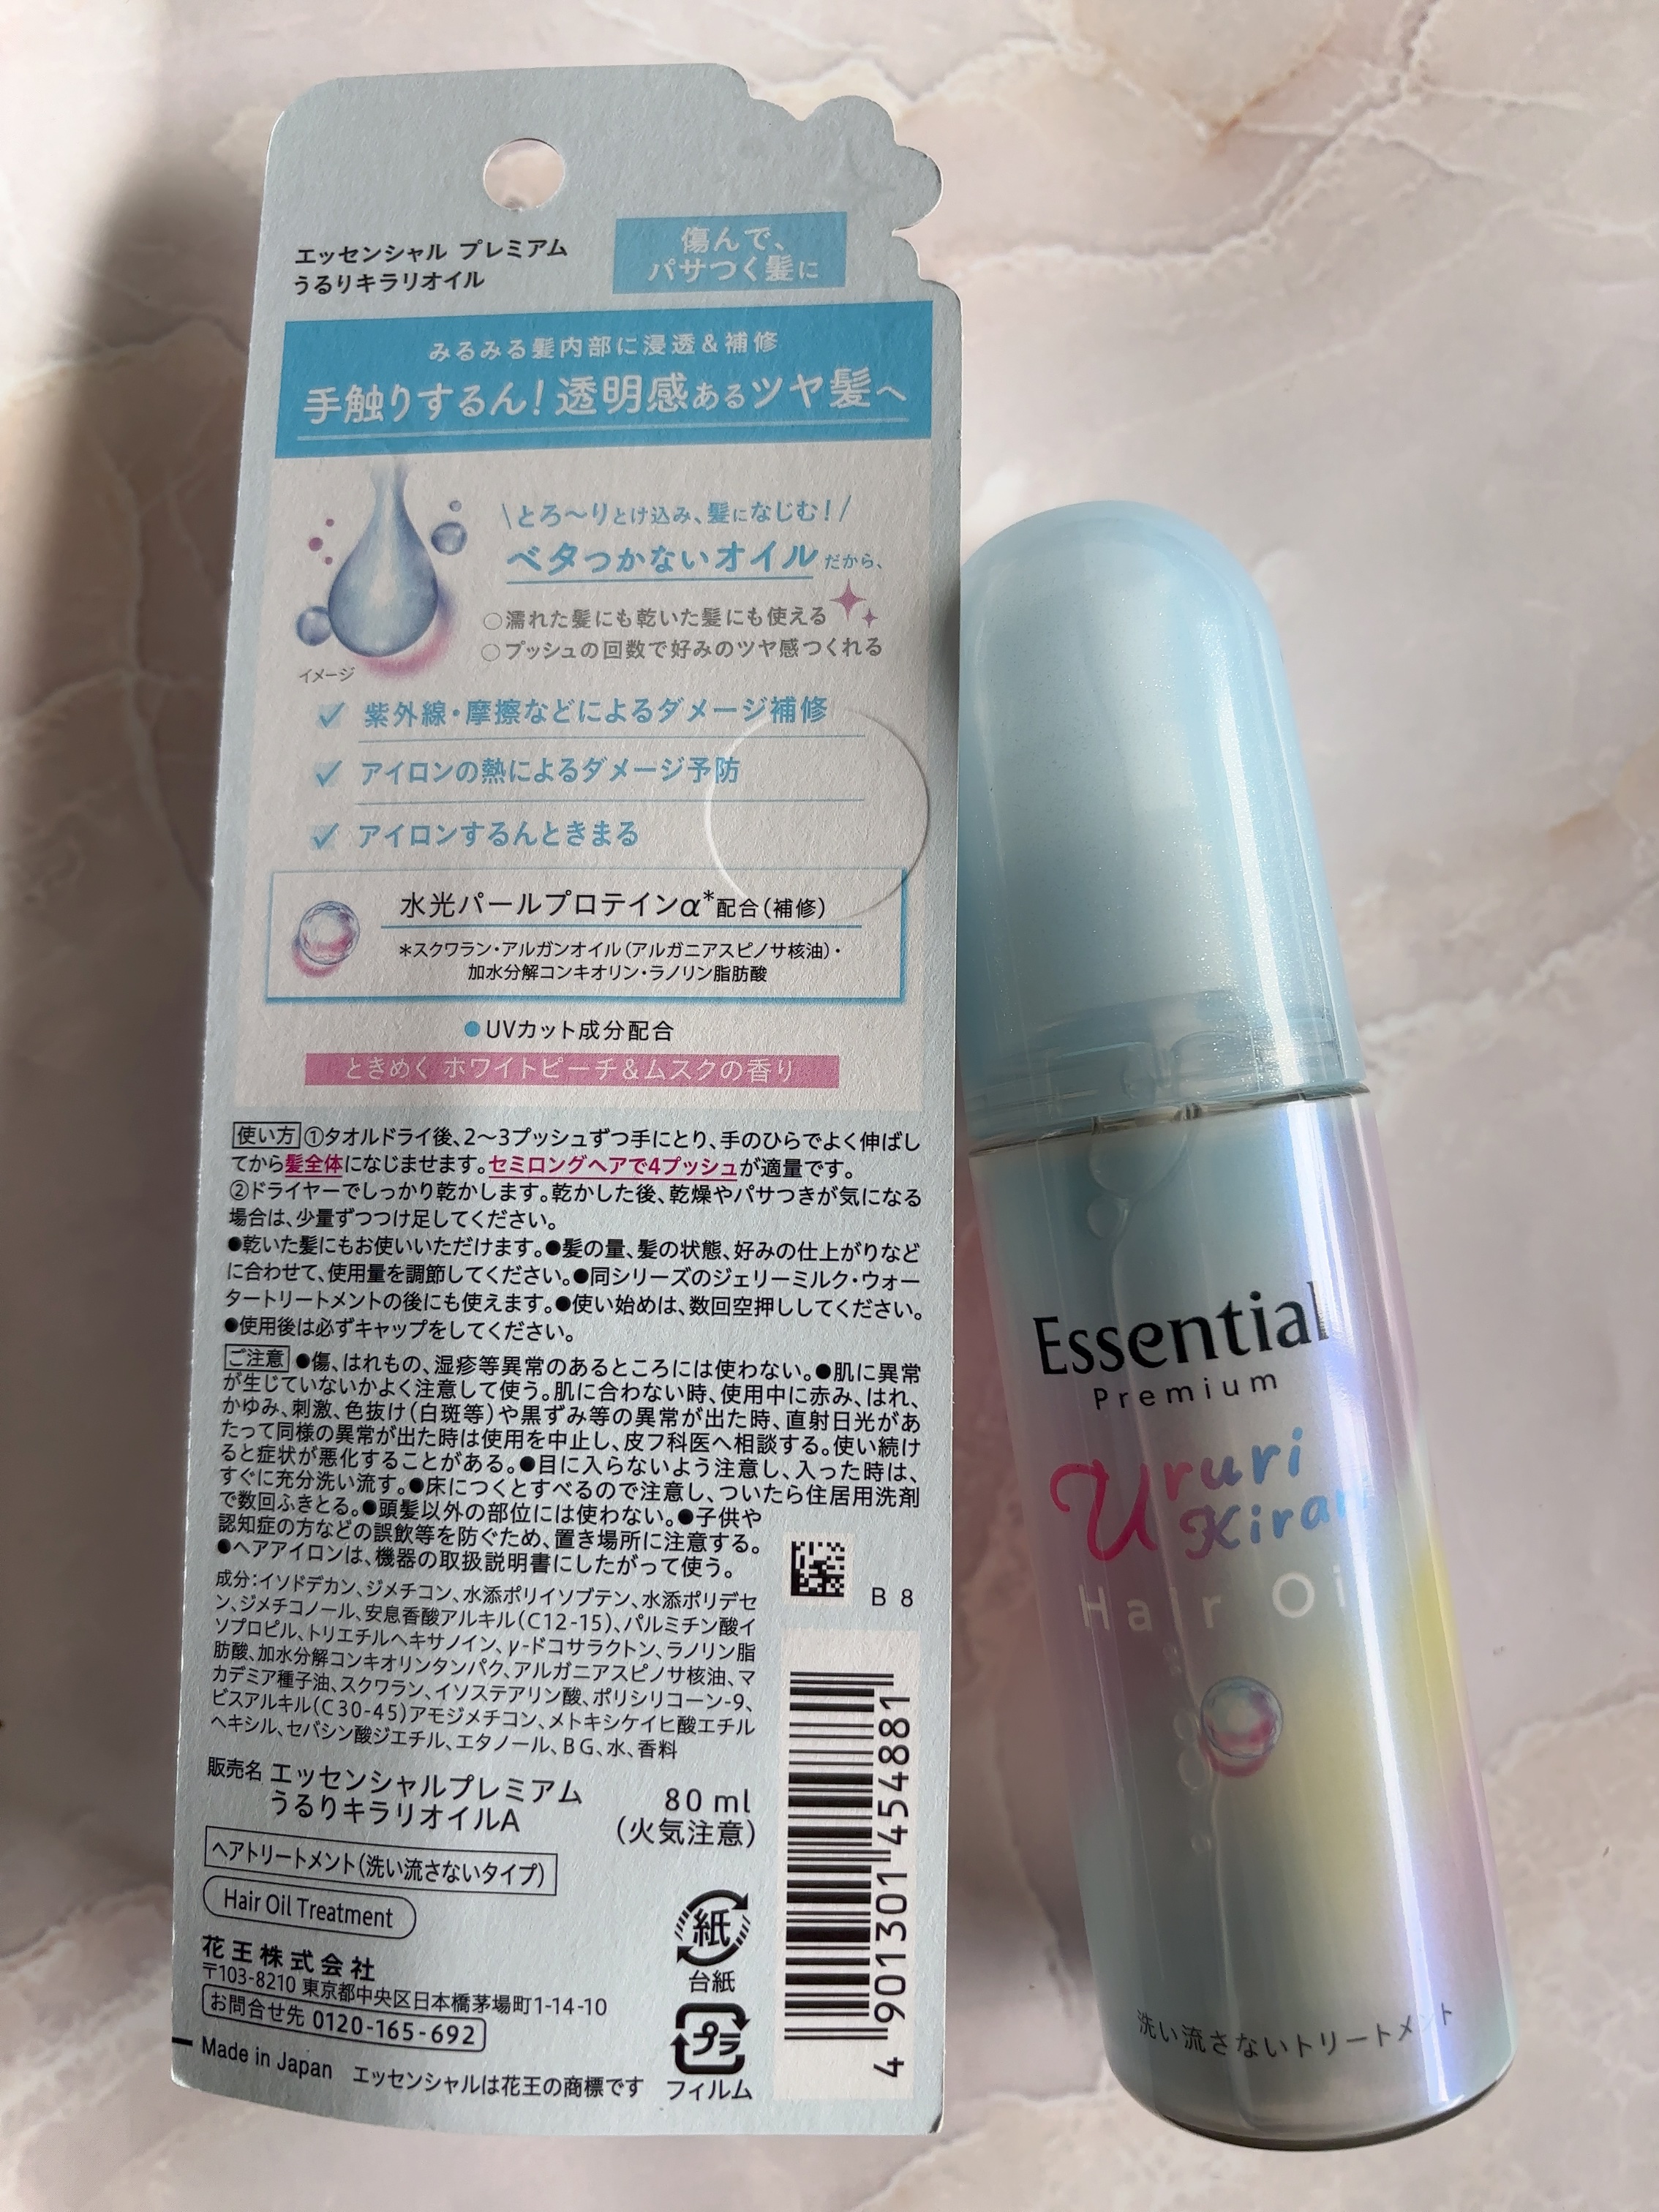 エッセンシャル プレミアム
うるりキラリオイル
傷んで、
パサつく髪に
みるみる髪内部に浸透&補修
手触りするん!透明感あるツヤ髪へ
\とろ〜りとけ込み、髪になじむ!/
ベタつかないオイルだから、
○濡れた髪にも乾いた髪にも使える
○プッシュの回数で好みのツヤ感つくれる
イメージ
✓ 紫外線・摩擦などによるダメージ補修
✓ アイロンの熱によるダメージ予防
✓ アイロンするんときまる
水光パールプロテインα*配合(補修)
*スクワラン・アルガンオイル(アルガニアスピノサ核油)・
加水分解コンキオリン・ラノリン脂肪酸
●UVカット成分配合
ときめく ホワイトピーチ&ムスクの香り
使い方 ①タオルドライ後、2〜3プッシュずつ手にとり、手のひらでよく伸ばし
てから髪全体になじませます。セミロングヘアで4プッシュが適量です。
②ドライヤーでしっかり乾かします。乾かした後、乾燥やパサつきが気になる
場合は、少量ずつつけ足してください。
●乾いた髪にもお使いいただけます。●髪の量、髪の状態、好みの仕上がりなど
に合わせて、使用量を調節してください。●同シリーズのジェリーミルク・ウォー
タートリートメントの後にも使えます。●使い始めは、数回空押ししてください。
●使用後は必ずキャップをしてください。
ご注意 ●傷、はれもの、湿疹等異常のあるところには使わない。●肌に異常
が生じていないかよく注意して使う。肌に合わない時、使用中に赤み、はれ、
かゆみ、刺激、色抜け(白斑等)や黒ずみ等の異常が出た時、直射日光があ
たって同様の異常が出た時は使用を中止し、皮フ科医へ相談する。使い続け
ると症状が悪化することがある。●目に入らないよう注意し、入った時は、
すぐに充分洗い流す。●床につくとすべるので注意し、ついたら住居用洗剤
で数回ふきとる。●頭髪以外の部位には使わない。●子供や
認知症の方などの誤飲等を防ぐため、置き場所に注意する。
●ヘアアイロンは、機器の取扱説明書にしたがって使う。
成分:イソドデカン、ジメチコン、水添ポリイソブテン、水添ポリデセ
ン、ジメチコノール、安息香酸アルキル(C12-15)、パルミチン酸イ
ソプロピル、トリエチルヘキサノイン、γ-ドコサラクトン、ラノリン脂
肪酸、加水分解コンキオリンタンパク、アルガニアスピノサ核油、マ
カデミア種子油、スクワラン、イソステアリン酸、ポリシリコーン-9、
ビスアルキル(C30-45)アモジメチコン、メトキシケイヒ酸エチル
ヘキシル、セバシン酸ジエチル、エタノール、BG、水、香料
B 8
販売名 エッセンシャルプレミアム
うるりキラリオイルA
80 ml
(火気注意)
ヘアトリートメント(洗い流さないタイプ)
Hair Oil Treatment
花王株式会社
〒103-8210 東京都中央区日本橋茅場町1-14-10
お問合せ先 0120-165-692
Made in Japan エッセンシャルは花王の商標です
紙
台紙
プラ
フィルム
4 901301 454881
Essential
Premium
Ururi
Kirari
Hair Oil
洗い流さないトリートメント